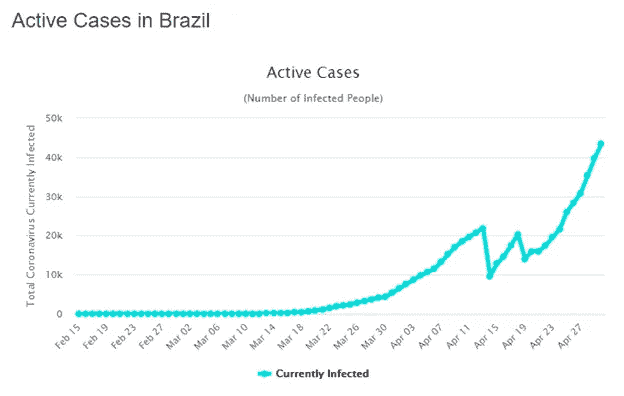 Active Cases in Brazil
Active Cases
(Number of Infected People)
Total Coronavirus Currently Infected
50k
40k
30k
20k
10k
0
Feb 15
Feb 19
Feb 23
Feb 27
Mar 02
Mar 06
Mar 10
Mar 14
Mar 18
Mar 22
Mar 26
Mar 30
Apr 03
Apr 07
Apr 11
Apr 15
Apr 19
Apr 23
Apr 27
Currently Infected